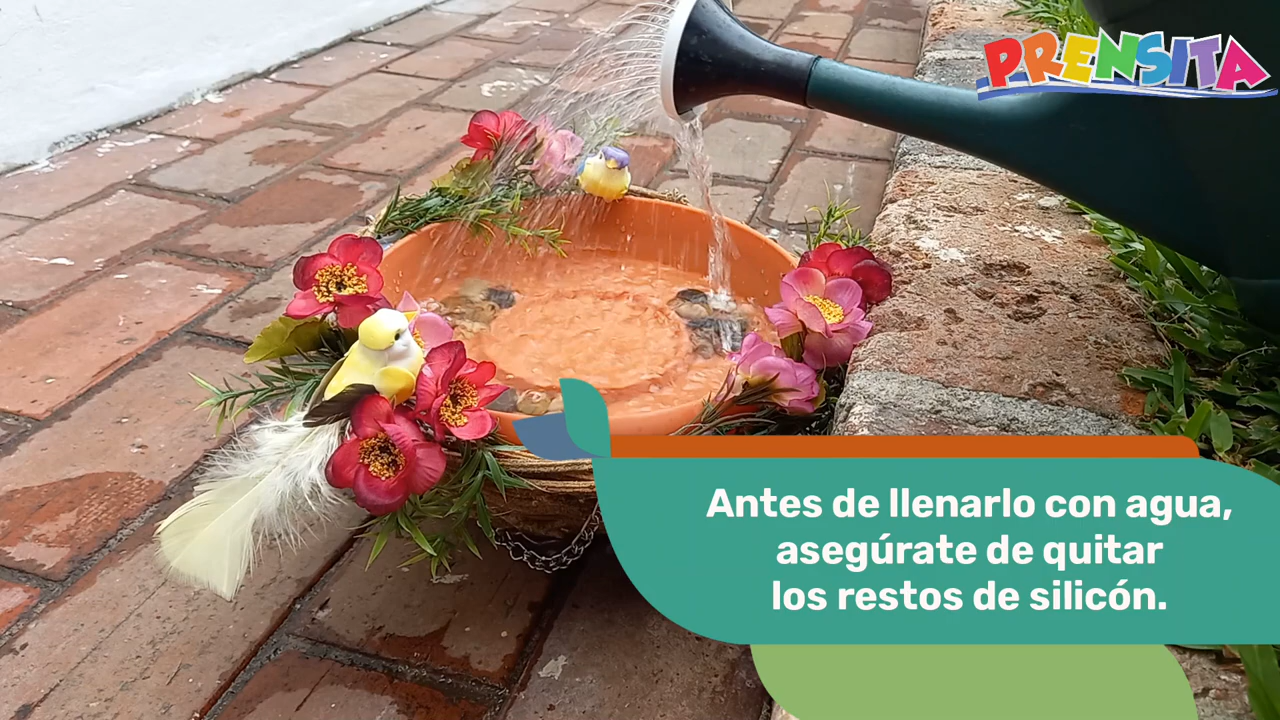 PRENSITA
Antes de llenarlo con agua,
asegúrate de quitar
los restos de silicón.